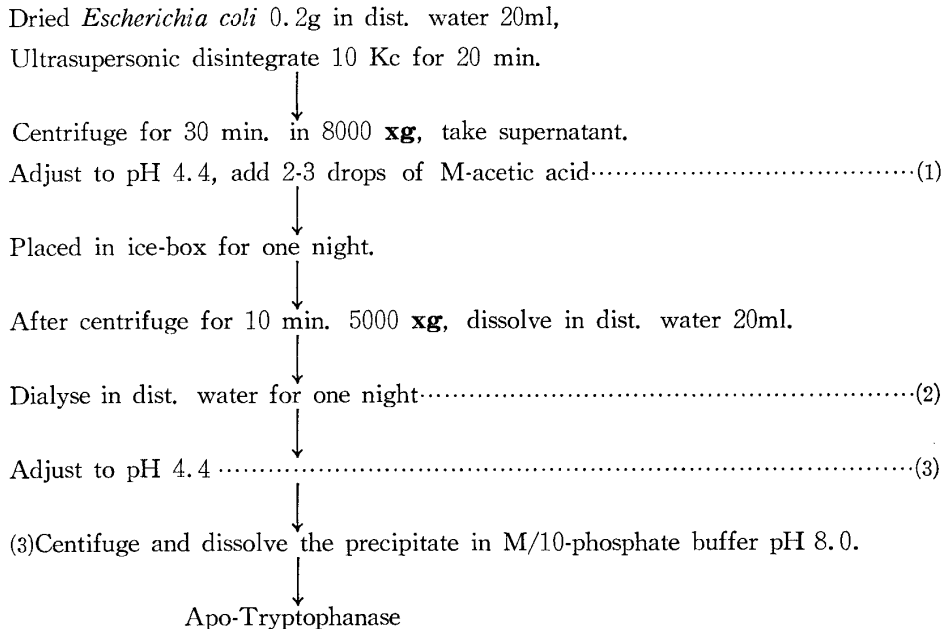 Dried Escherichia coli 0.2g in dist. water 20ml,
Ultrasupersonic disintegrate 10 Kc for 20 min.
Centrifuge for 30 min. in 8000 xg, take supernatant.
Adjust to pH 4.4, add 2-3 drops of M-acetic acid……………………………(1)
Placed in ice-box for one night.
After centrifuge for 10 min. 5000 xg, dissolve in dist. water 20ml.
Dialyse in dist. water for one night……………………………………………(2)
Adjust to pH 4.4 ………………………………………………………………(3)
(3)Centifuge and dissolve the precipitate in M/10-phosphate buffer pH 8.0.
Apo-Tryptophanase